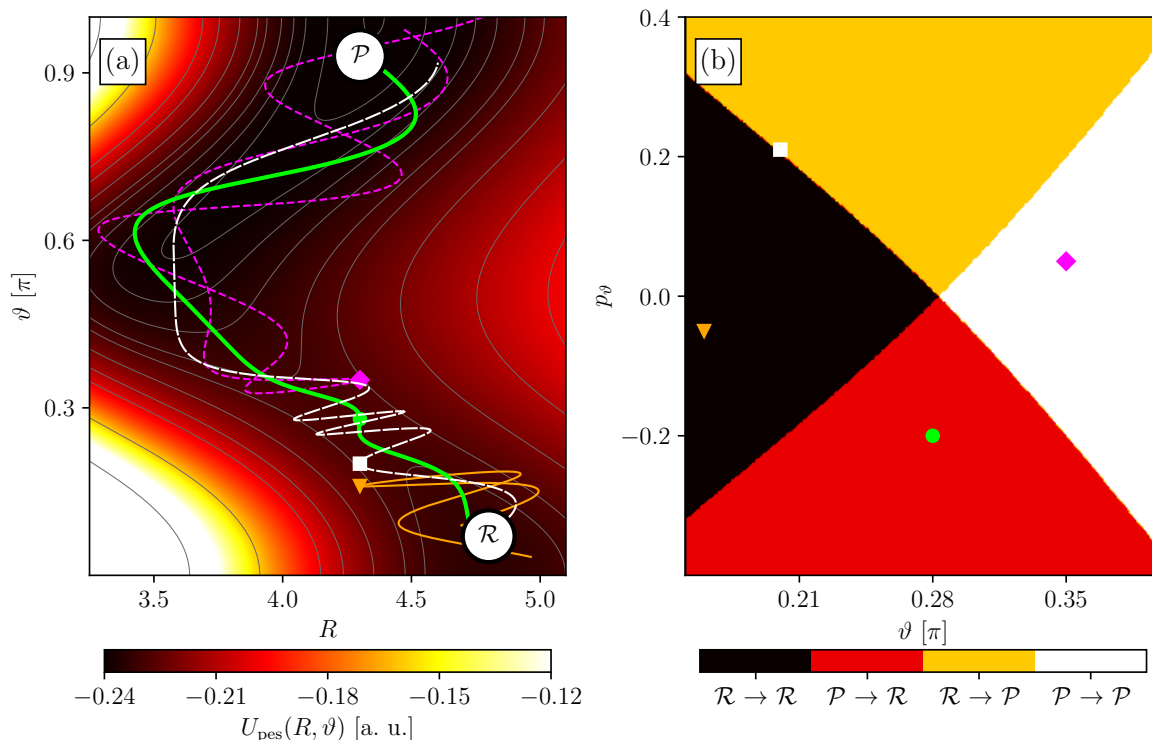 (a)
𝒫
ℛ
0.9
0.6
0.3
ϑ [π]
3.5 4.0 4.5 5.0
R
−0.24 −0.21 −0.18 −0.15 −0.12
U_pes(R, ϑ) [a. u.]
(b)
0.4
0.2
0.0
−0.2
p_ϑ
0.21 0.28 0.35
ϑ [π]
ℛ → ℛ 𝒫 → ℛ ℛ → 𝒫 𝒫 → 𝒫